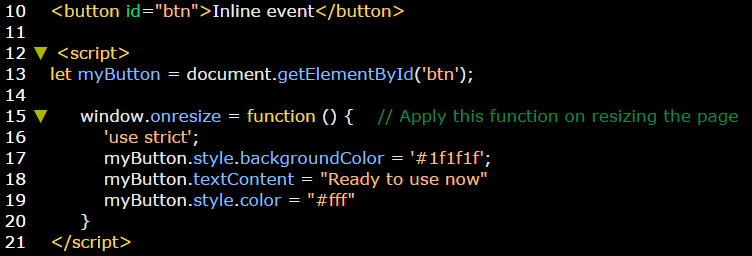 10 <button id="btn">Inline event</button>
11
12 ▼ <script>
13 let myButton = document.getElementById('btn');
14
15 ▼ window.onresize = function () { // Apply this function on resizing the page
16 'use strict';
17 myButton.style.backgroundColor = '#1f1f1f';
18 myButton.textContent = "Ready to use now"
19 myButton.style.color = "#fff"
20 }
21 </script>